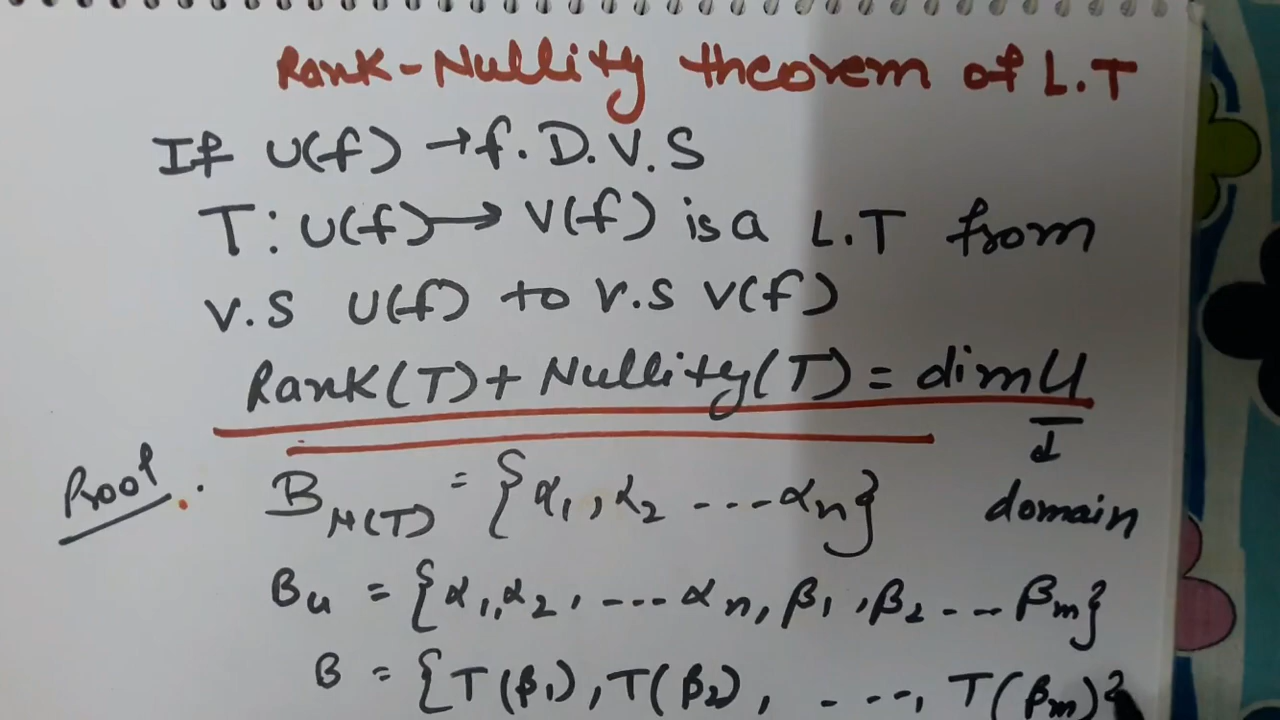 Rank-Nullity theorem of L.T
If U(f) → f.D.V.S
T: U(f) → V(f) is a L.T from
V.S U(f) to V.S V(f)
Rank(T) + Nullity(T) = dim U
↓
domain
Proof. B_N(T) = {α₁, α₂ ---- αₙ}
B_u = {α₁, α₂, ---- αₙ, β₁, β₂ --- βₘ}
B = {T(β₁), T(β₂), . --, T(βₘ)}